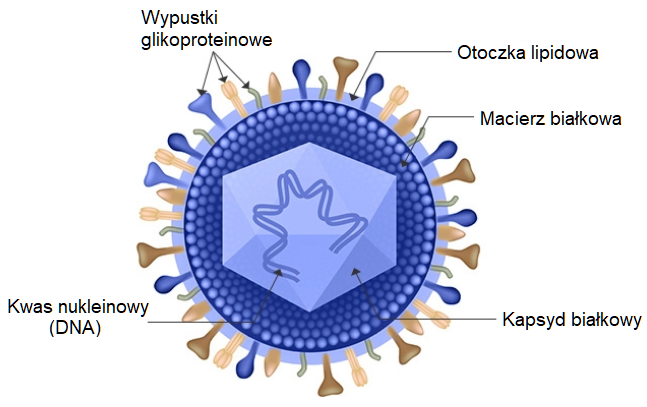 Wypustki
glikoproteinowe
Otoczka lipidowa
Macierz białkowa
Kwas nukleinowy
(DNA)
Kapsyd białkowy